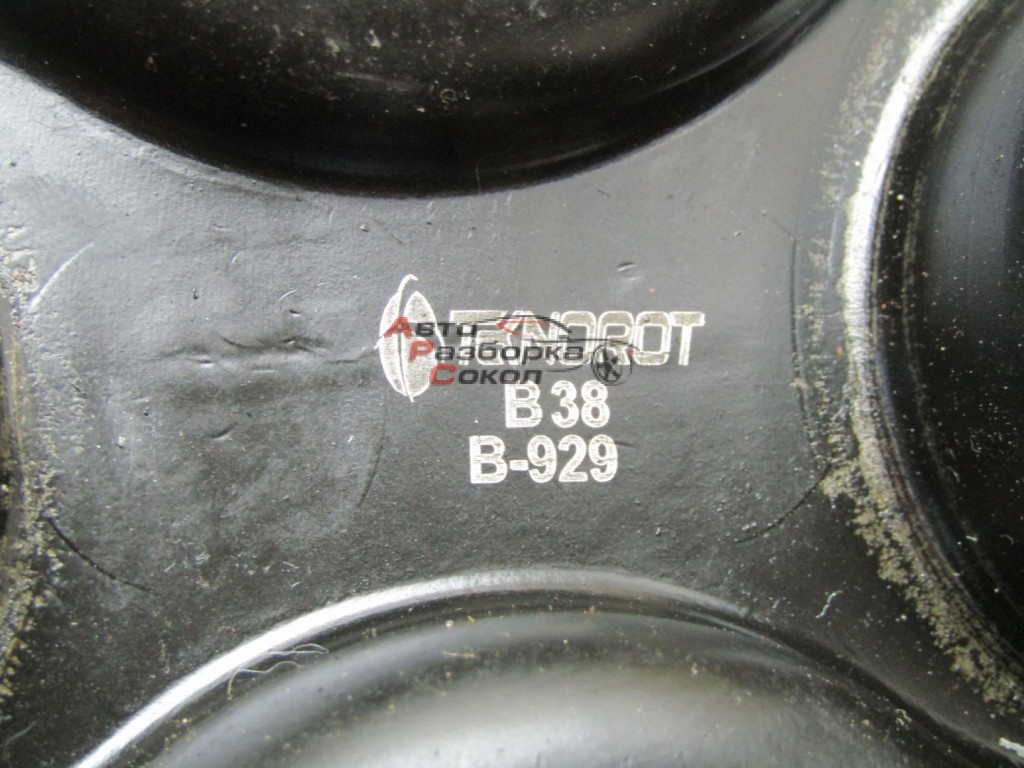 TEKNOROT
Авто
Разборка
Сокол
B 38
B-929